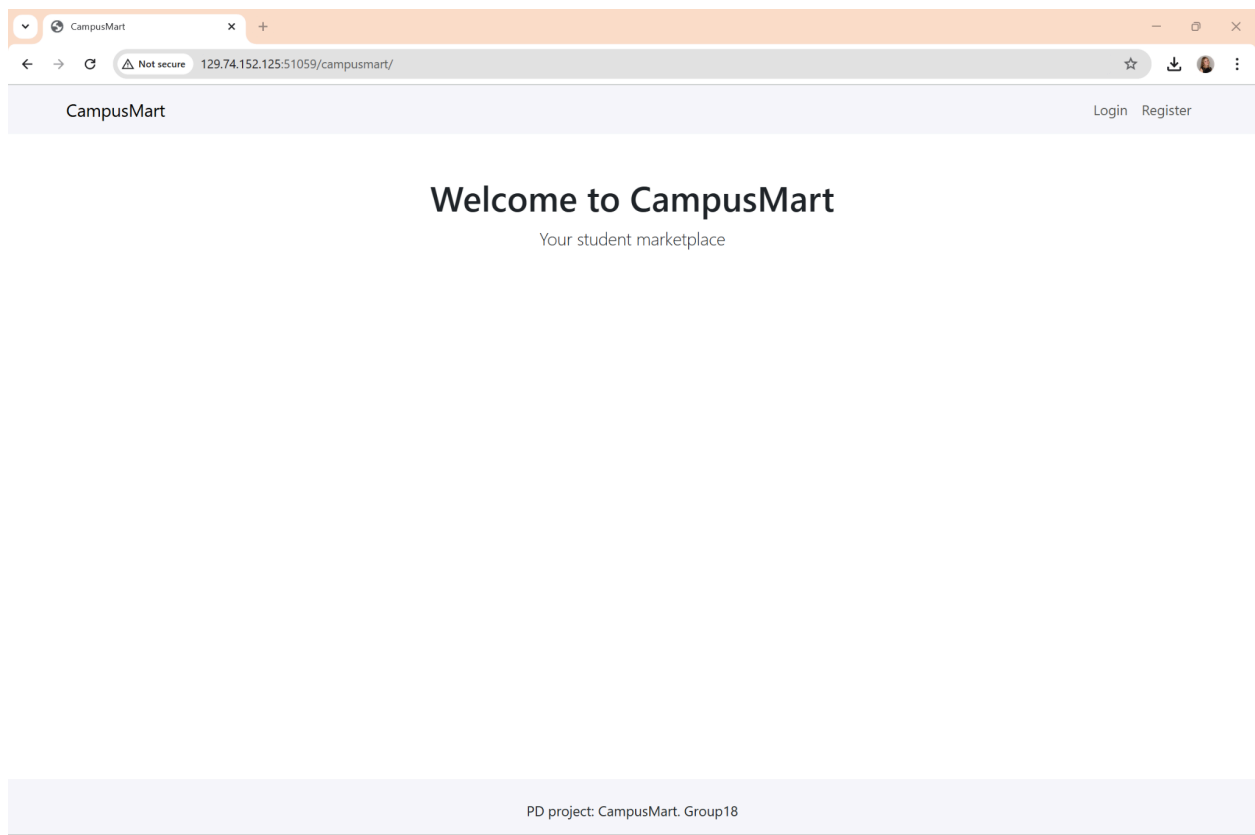 CampusMart
Not secure 129.74.152.125:51059/campusmart/
CampusMart Login Register
Welcome to CampusMart
Your student marketplace
PD project: CampusMart. Group18